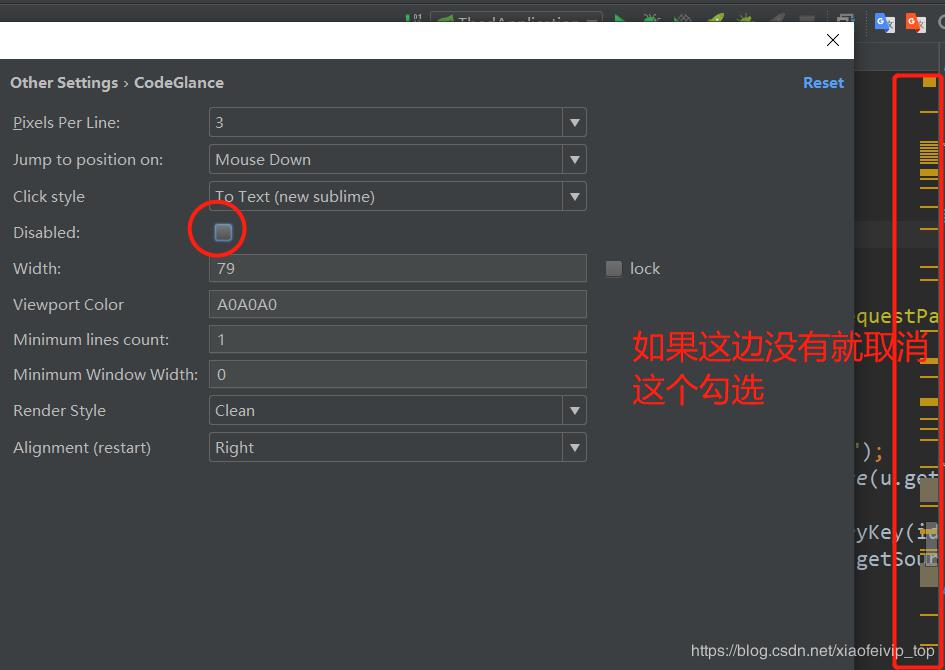 ThedApplication
Other Settings › CodeGlance
Reset
Pixels Per Line:
3
Jump to position on:
Mouse Down
Click style
To Text (new sublime)
Disabled:
Width:
79
lock
Viewport Color
A0A0A0
questPa
Minimum lines count:
1
如果这边没有就取消
这个勾选
Minimum Window Width:
0
Render Style
Clean
Alignment (restart)
Right
');
e(u.get
yKey(id
getSour
https://blog.csdn.net/xiaofeivip_top